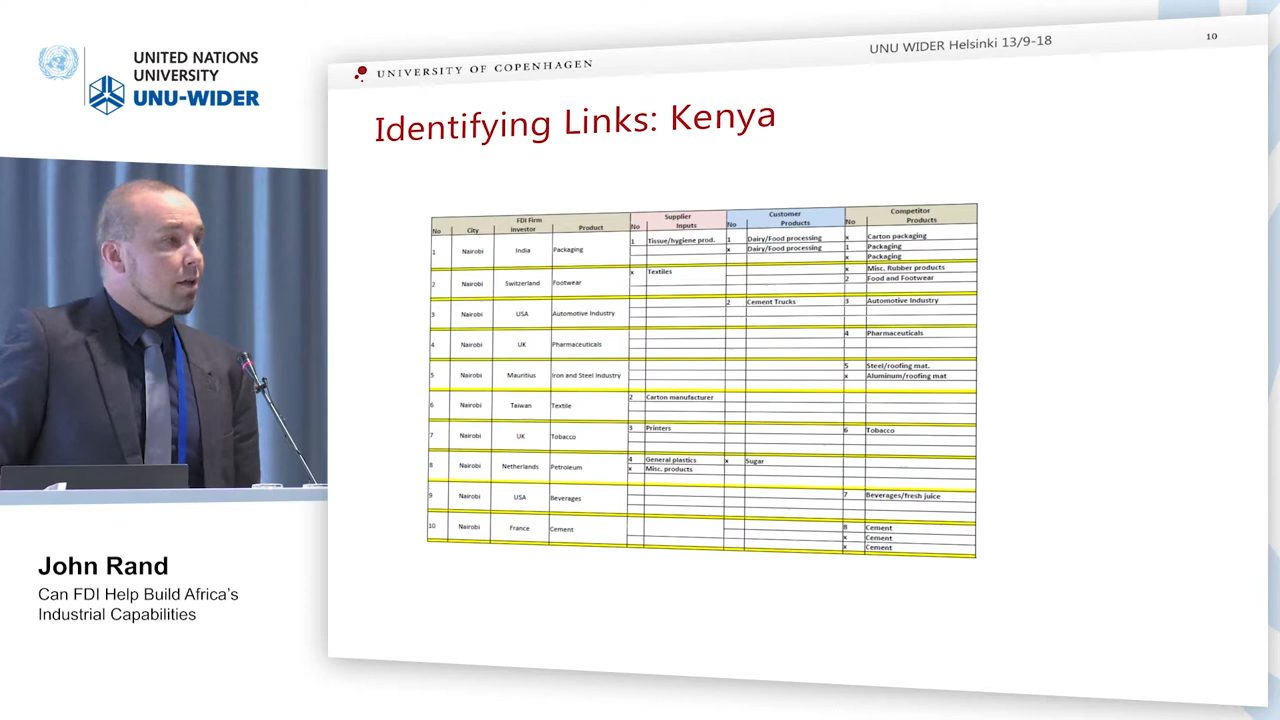 UNITED NATIONS
UNIVERSITY
UNU-WIDER
UNIVERSITY OF COPENHAGEN
UNU WIDER Helsinki 13/9-18
10
Identifying Links: Kenya
FDI Firm Supplier Customer Competitor
No City Investor Product No Inputs No Products No Products
1 Nairobi India Packaging 1 Tissue/hygiene prod. 1 Dairy/Food processing x Carton packaging
x Dairy/Food processing 1 Packaging
x Packaging
2 Nairobi Switzerland Footwear x Textiles x Misc. Rubber products
2 Food and Footwear
3 Nairobi USA Automotive Industry 2 Cement Trucks 3 Automotive Industry
4 Nairobi UK Pharmaceuticals 4 Pharmaceuticals
5 Nairobi Mauritius Iron and Steel Industry 5 Steel/roofing mat.
x Aluminum/roofing mat
6 Nairobi Taiwan Textile 2 Carton manufacturer
7 Nairobi UK Tobacco 3 Printers 6 Tobacco
8 Nairobi Netherlands Petroleum 4 General plastics x Sugar
x Misc. products
9 Nairobi USA Beverages 7 Beverages/fresh juice
10 Nairobi France Cement 8 Cement
x Cement
x Cement
John Rand
Can FDI Help Build Africa's
Industrial Capabilities